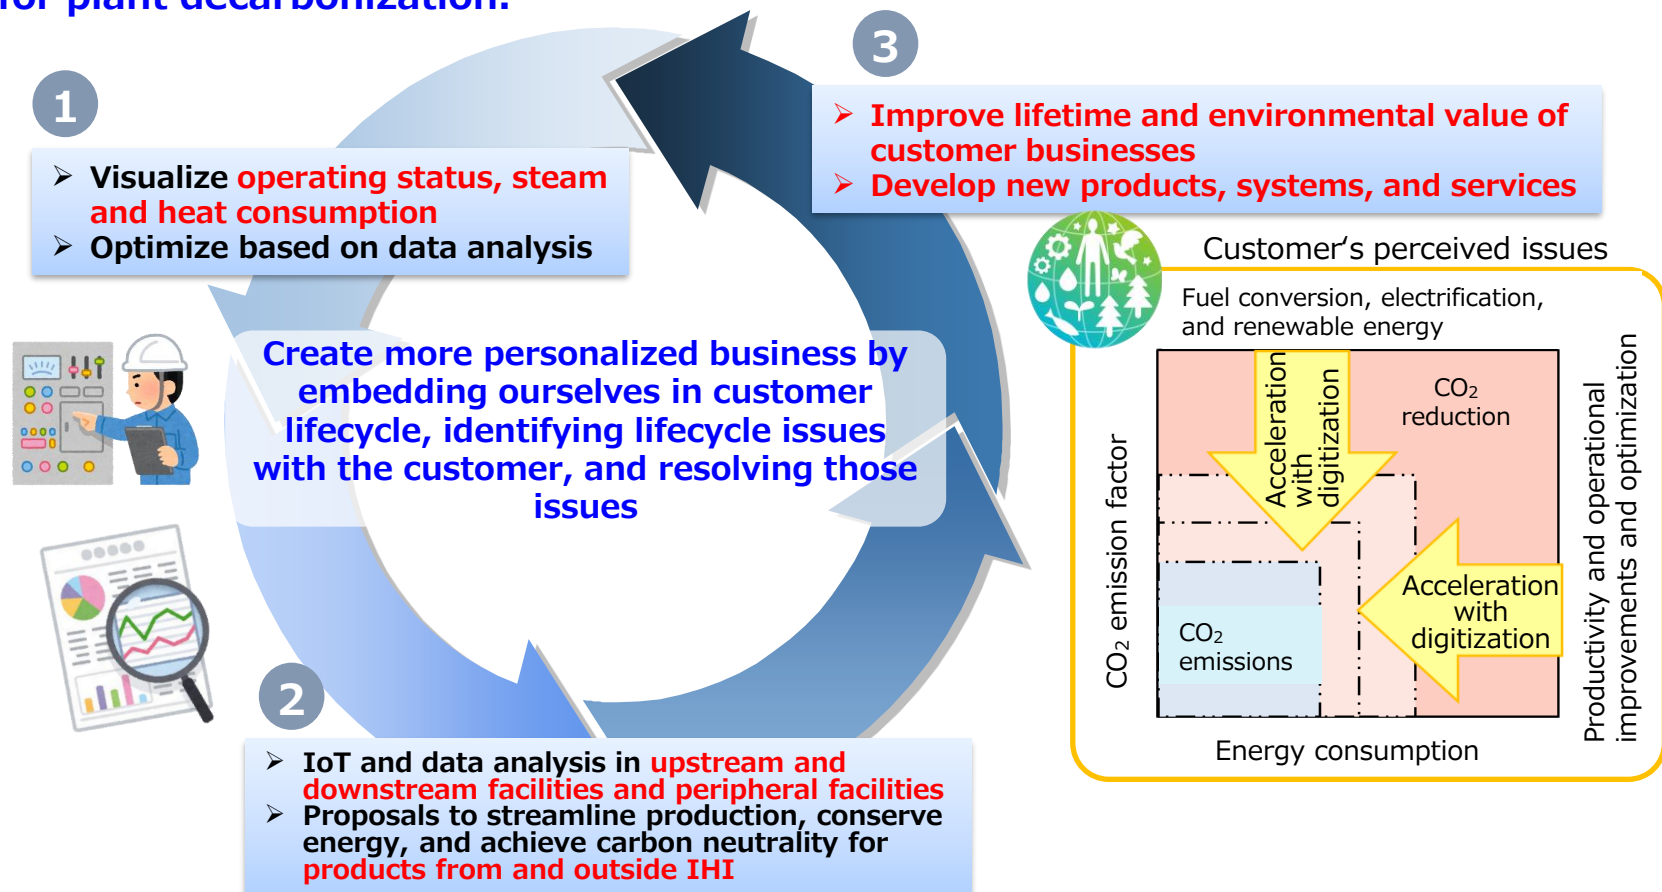 for plant decarbonization.
1
➢ Visualize operating status, steam
and heat consumption
➢ Optimize based on data analysis
3
➢ Improve lifetime and environmental value of
customer businesses
➢ Develop new products, systems, and services
Create more personalized business by
embedding ourselves in customer
lifecycle, identifying lifecycle issues
with the customer, and resolving those
issues
2
➢ IoT and data analysis in upstream and
downstream facilities and peripheral facilities
➢ Proposals to streamline production, conserve
energy, and achieve carbon neutrality for
products from and outside IHI
Customer‘s perceived issues
Fuel conversion, electrification,
and renewable energy
CO₂ emission factor
Acceleration
with
digitization
CO₂
reduction
Acceleration
with
digitization
CO₂
emissions
Energy consumption
Productivity and operational
improvements and optimization